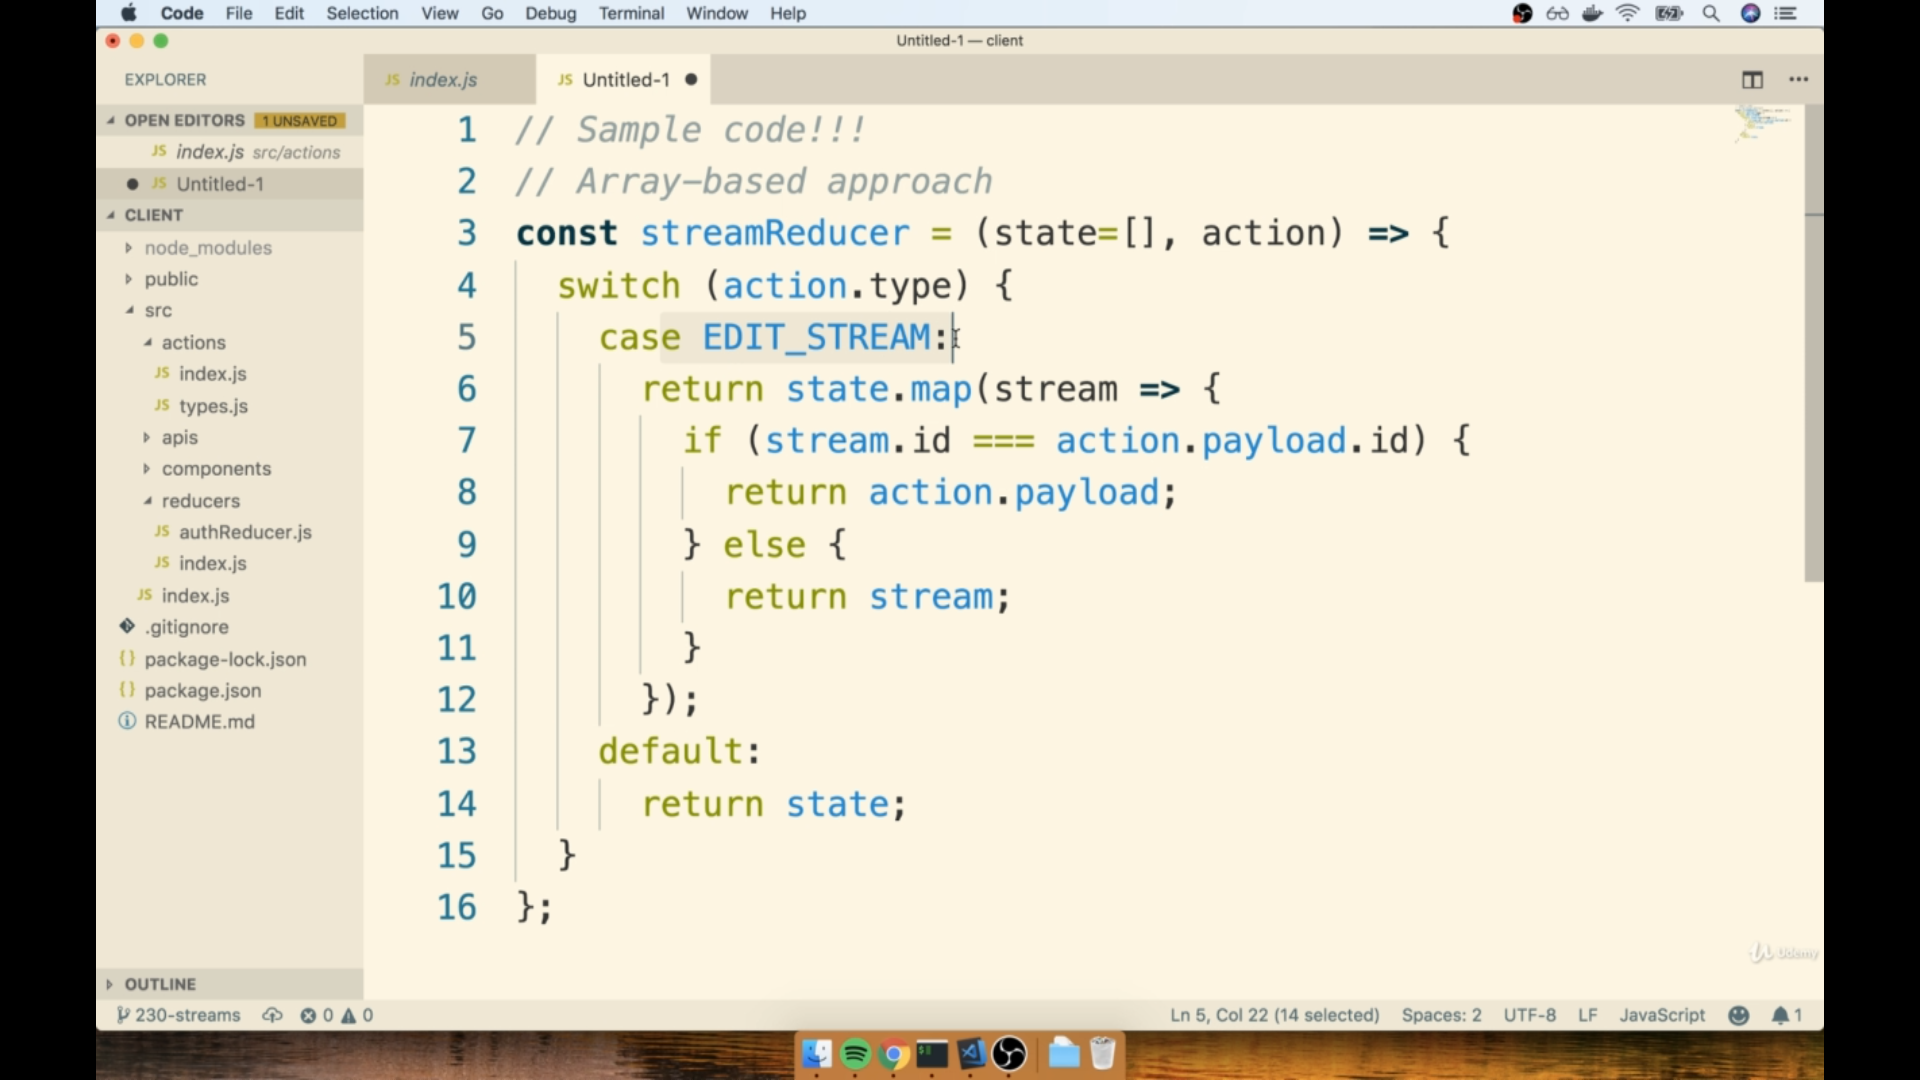 Code File Edit Selection View Go Debug Terminal Window Help
Untitled-1 — client
EXPLORER
OPEN EDITORS 1 UNSAVED
JS index.js src/actions
JS Untitled-1
CLIENT
node_modules
public
src
actions
JS index.js
JS types.js
apis
components
reducers
JS authReducer.js
JS index.js
JS index.js
.gitignore
{} package-lock.json
{} package.json
README.md
OUTLINE
JS index.js
JS Untitled-1
1 // Sample code!!!
2 // Array-based approach
3 const streamReducer = (state=[], action) => {
4 switch (action.type) {
5 case EDIT_STREAM:
6 return state.map(stream => {
7 if (stream.id === action.payload.id) {
8 return action.payload;
9 } else {
10 return stream;
11 }
12 });
13 default:
14 return state;
15 }
16 };
Udemy
230-streams 0 0 Ln 5, Col 22 (14 selected) Spaces: 2 UTF-8 LF JavaScript 1